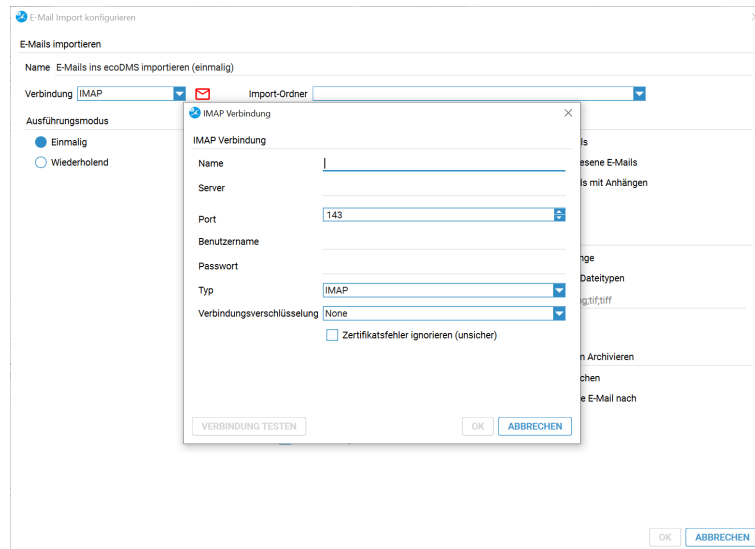 E-Mail Import konfigurieren
E-Mails importieren
Name E-Mails ins ecoDMS importieren (einmalig)
Verbindung IMAP Import-Ordner
Ausführungsmodus
Einmalig
Wiederholend
IMAP Verbindung
IMAP Verbindung
Name
Server
Port 143
Benutzername
Passwort
Typ IMAP
Verbindungsverschlüsselung None
Zertifikatsfehler ignorieren (unsicher)
VERBINDUNG TESTEN OK ABBRECHEN
ls
esene E-Mails
ls mit Anhängen
nge
Dateitypen
g;tif;tiff
n Archivieren
chen
e E-Mail nach
OK ABBRECHEN